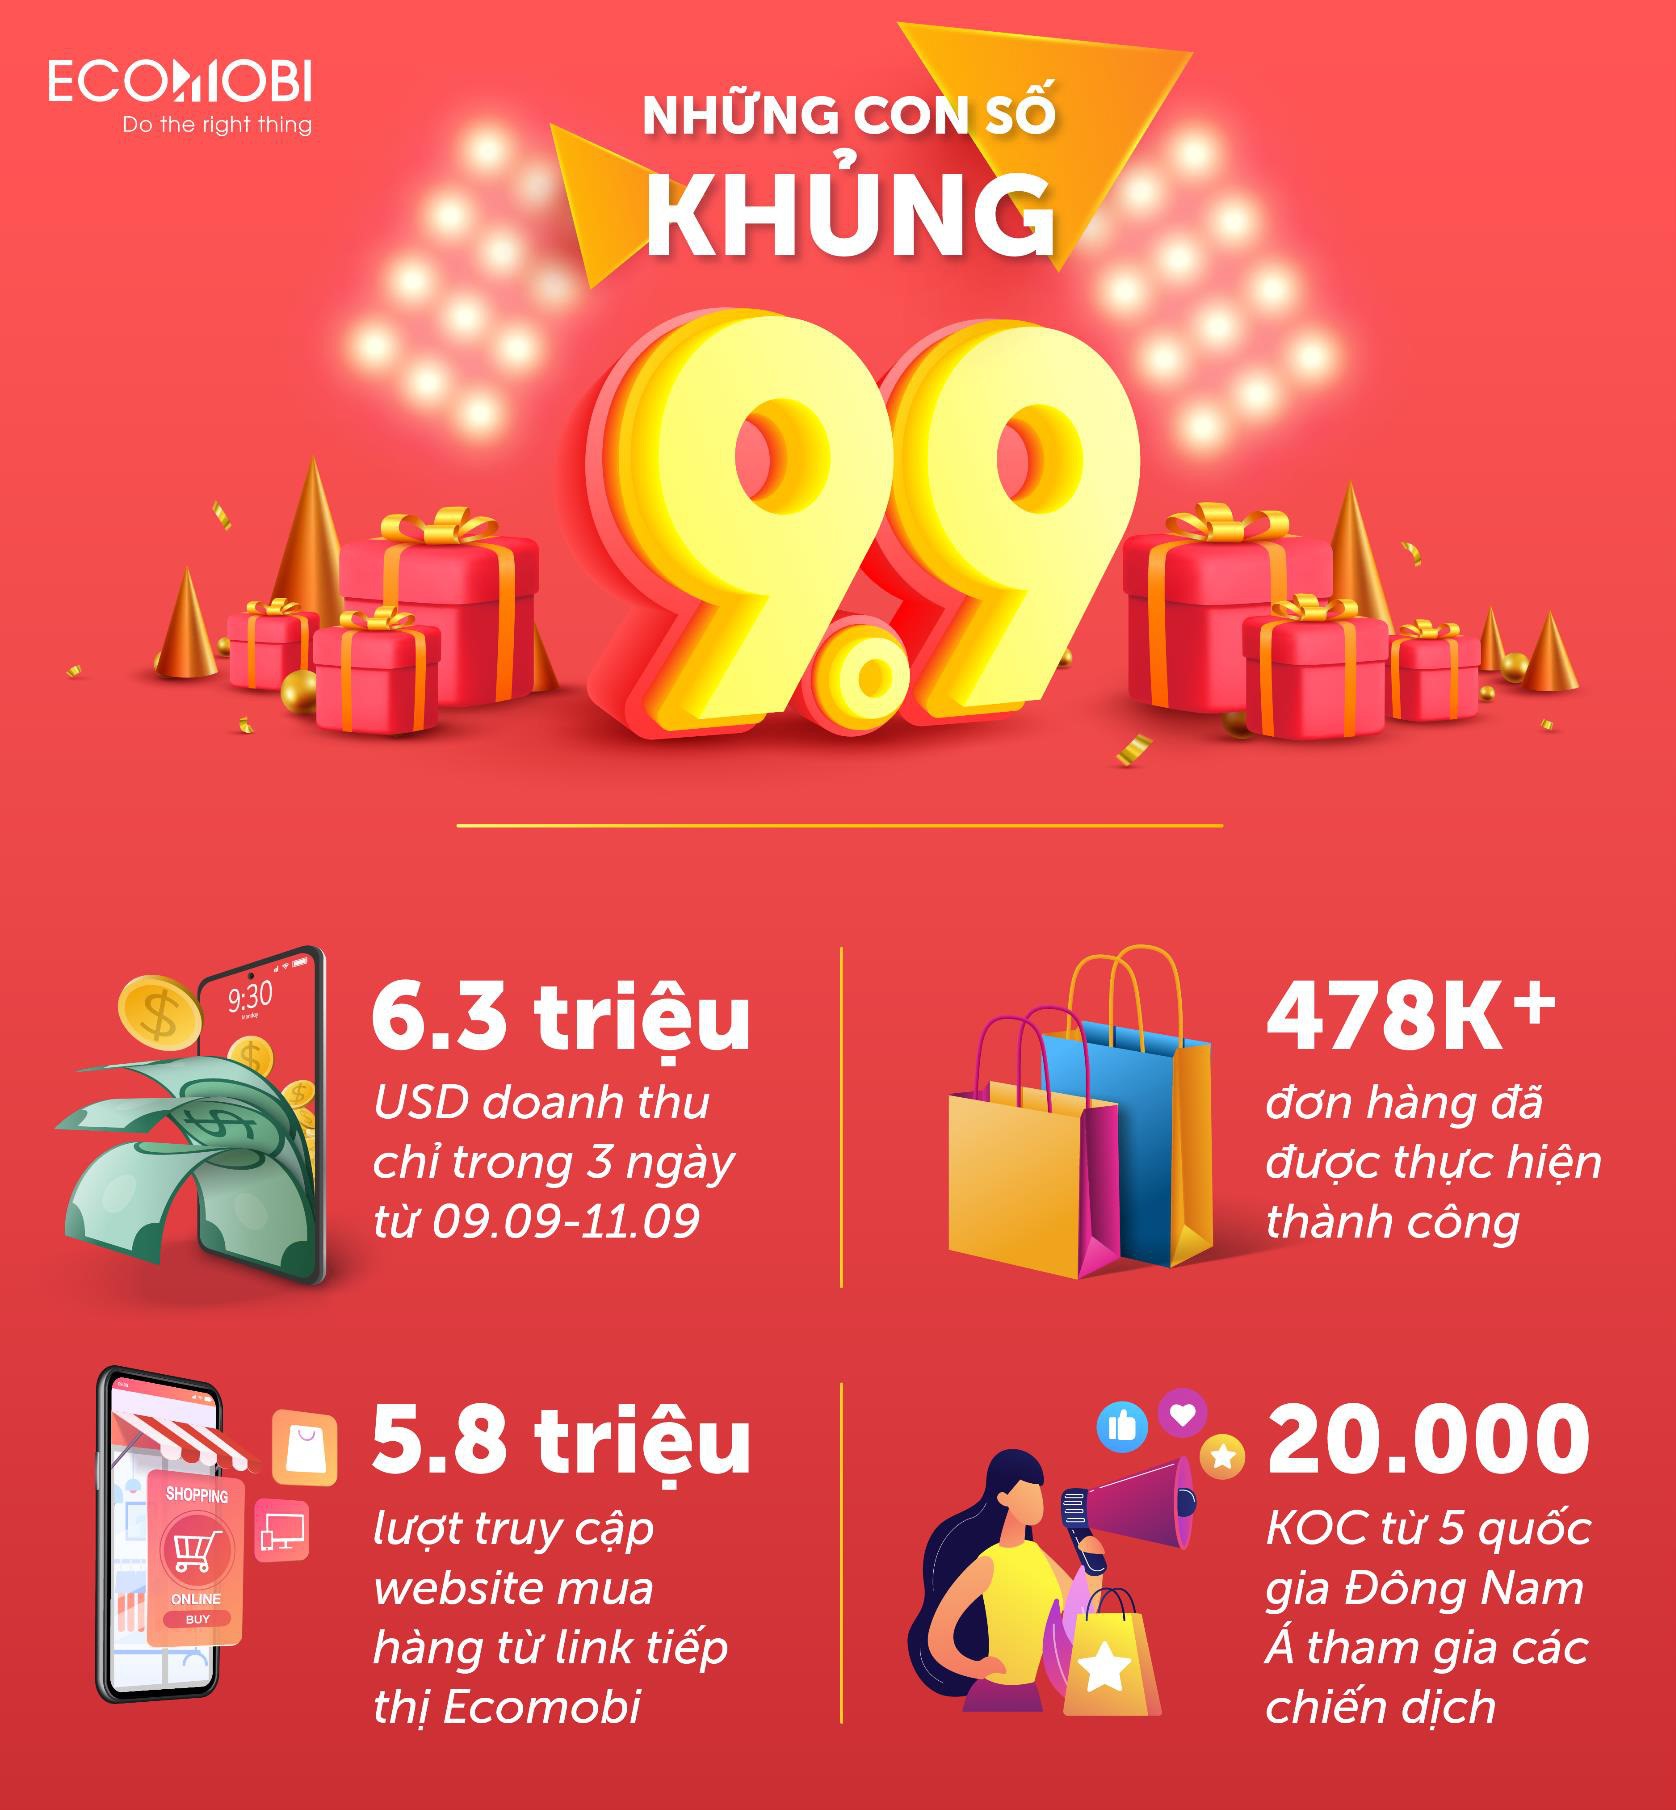 ECOMOBI
Do the right thing
NHỮNG CON SỐ
KHỦNG
9.9
9:30
Monday
6.3 triệu
USD doanh thu
chỉ trong 3 ngày
từ 09.09-11.09
478K+
đơn hàng đã
được thực hiện
thành công
SHOPPING
ONLINE
BUY
5.8 triệu
lượt truy cập
website mua
hàng từ link tiếp
thị Ecomobi
20.000
KOC từ 5 quốc
gia Đông Nam
Á tham gia các
chiến dịch